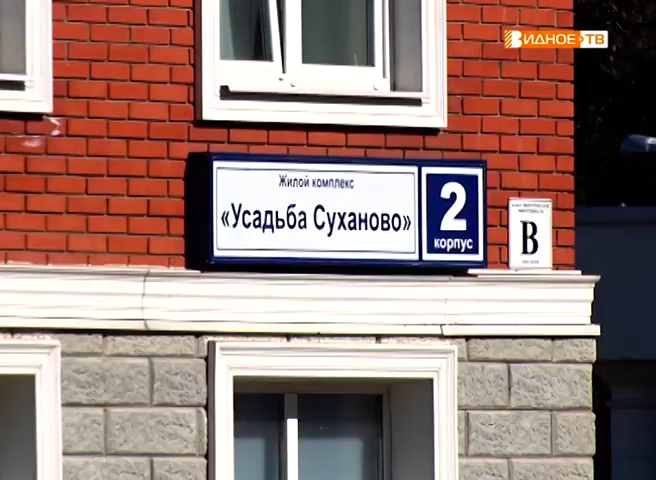 ВИДНОЕ-ТВ
Жилой комплекс
«Усадьба Суханово»
2
корпус
В